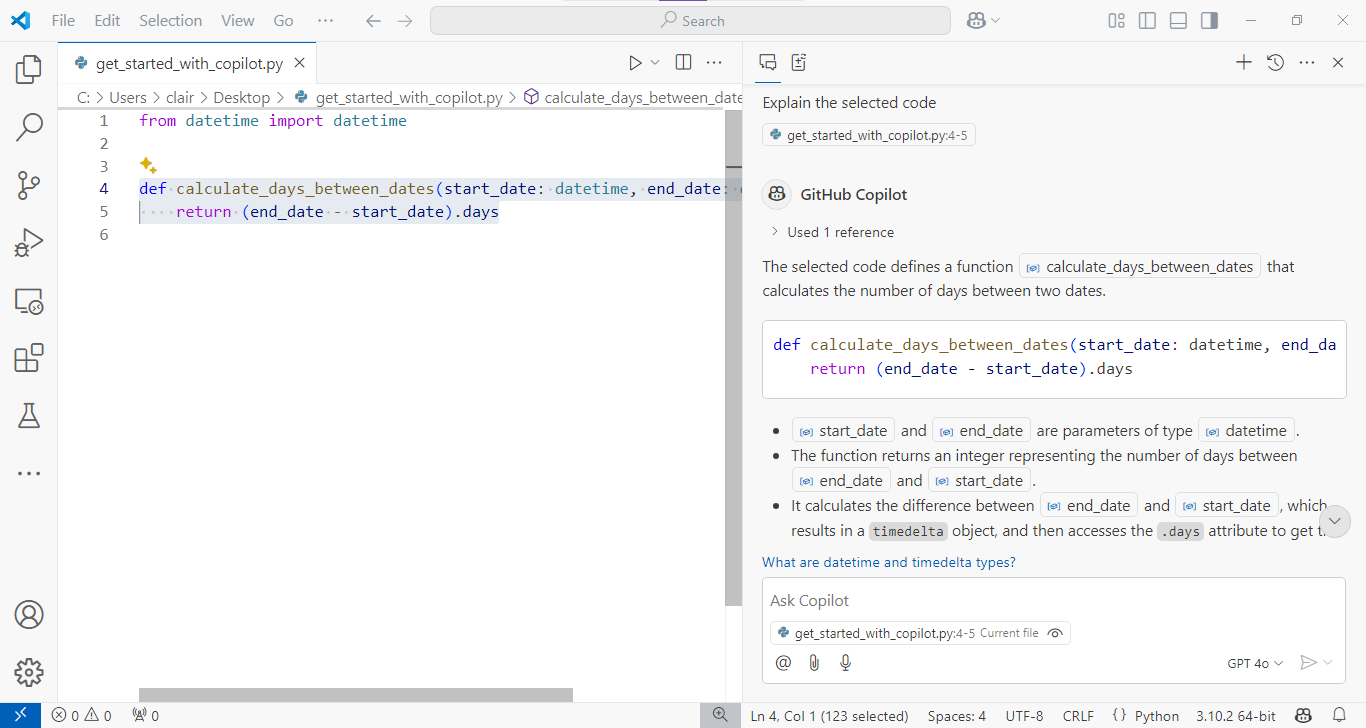 File Edit Selection View Go ··· Search
get_started_with_copilot.py
C: > Users > clair > Desktop > get_started_with_copilot.py > calculate_days_between_date
1 from datetime import datetime
2
3
4 def calculate_days_between_dates(start_date: datetime, end_date:
5 return (end_date - start_date).days
6
Explain the selected code
get_started_with_copilot.py:4-5
GitHub Copilot
Used 1 reference
The selected code defines a function calculate_days_between_dates that
calculates the number of days between two dates.
def calculate_days_between_dates(start_date: datetime, end_da
return (end_date - start_date).days
• start_date and end_date are parameters of type datetime .
• The function returns an integer representing the number of days between
end_date and start_date .
• It calculates the difference between end_date and start_date , which
results in a timedelta object, and then accesses the .days attribute to get
What are datetime and timedelta types?
Ask Copilot
get_started_with_copilot.py:4-5 Current file
@ GPT 4o
0 0 0 Ln 4, Col 1 (123 selected) Spaces: 4 UTF-8 CRLF {} Python 3.10.2 64-bit